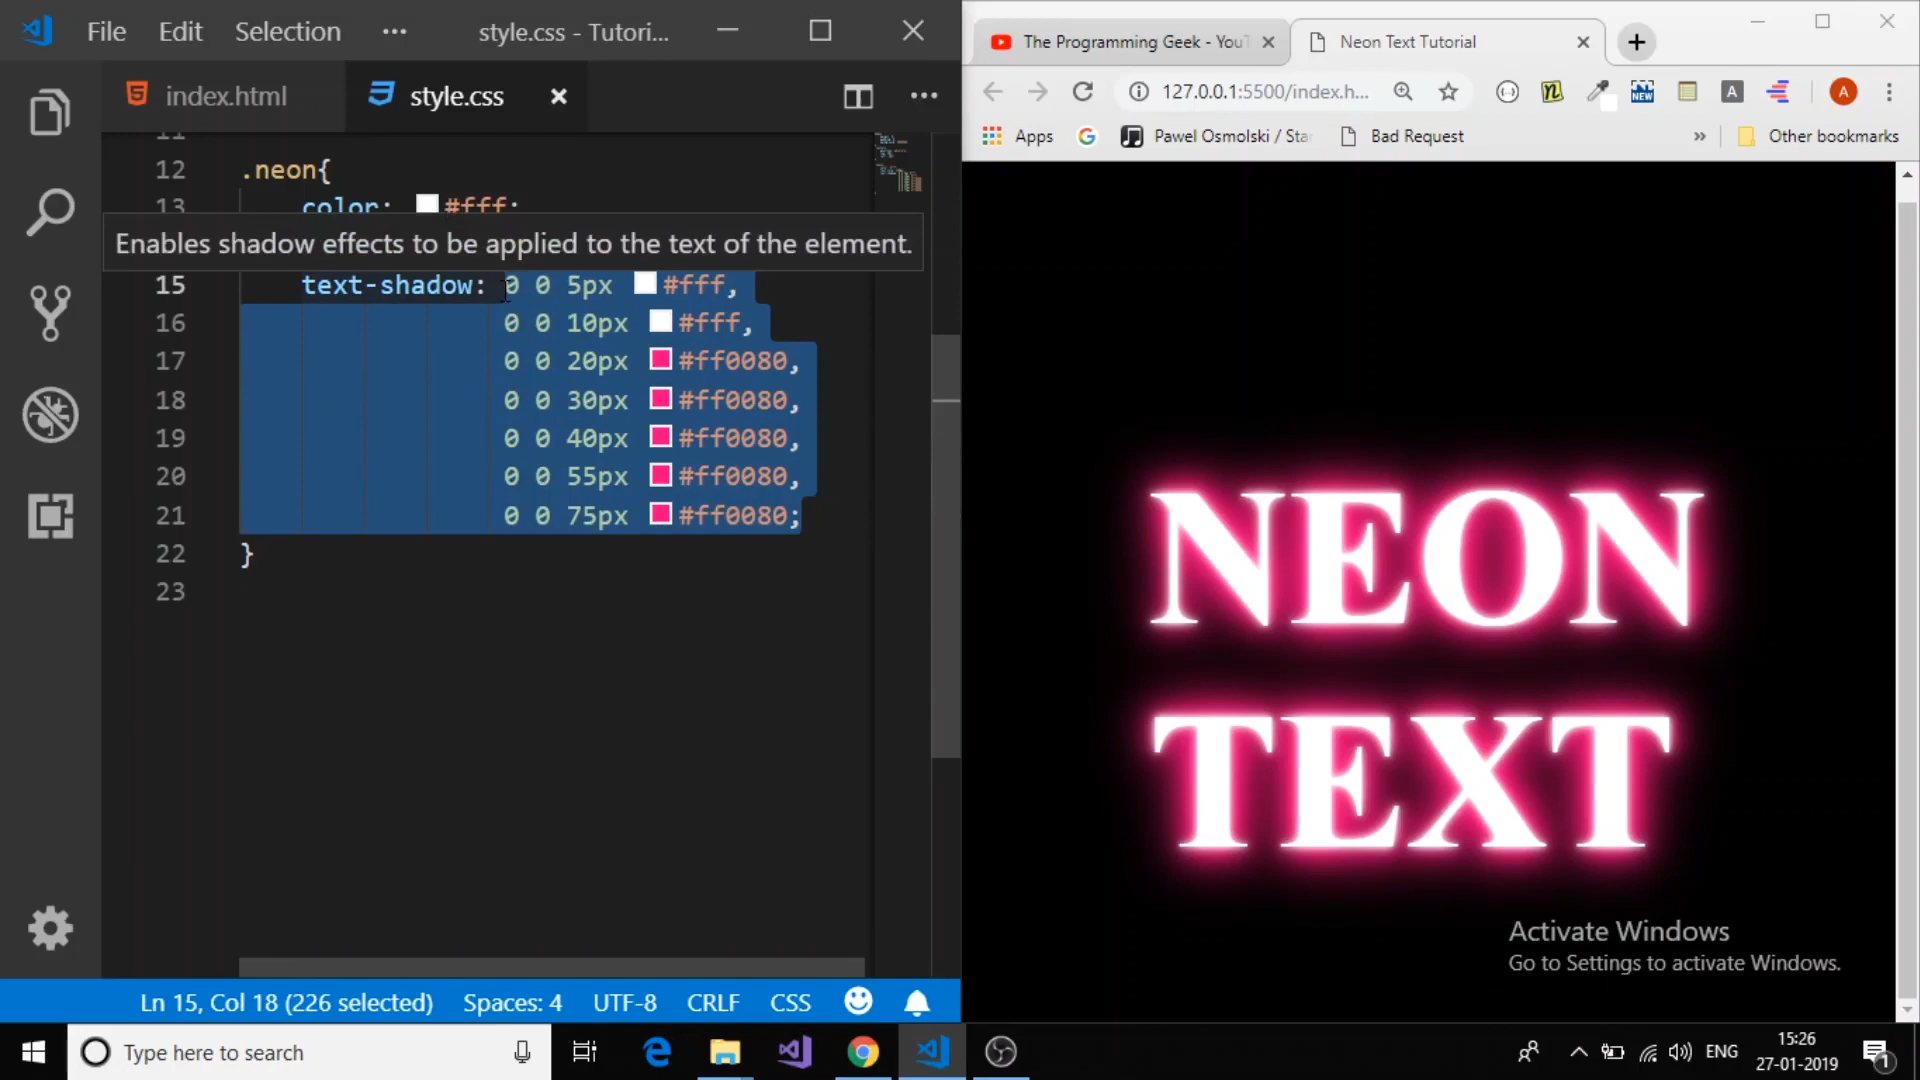 File Edit Selection ··· style.css - Tutori...
index.html style.css
11
12 .neon{
13 color: #fff;
Enables shadow effects to be applied to the text of the element.
15 text-shadow: 0 0 5px #fff,
16 0 0 10px #fff,
17 0 0 20px #ff0080,
18 0 0 30px #ff0080,
19 0 0 40px #ff0080,
20 0 0 55px #ff0080,
21 0 0 75px #ff0080;
22 }
23
Ln 15, Col 18 (226 selected) Spaces: 4 UTF-8 CRLF CSS
The Programming Geek - YouT Neon Text Tutorial
127.0.0.1:5500/index.h... n NEW A A
Apps G Pawel Osmolski / Sta Bad Request » Other bookmarks
NEON
TEXT
Activate Windows
Go to Settings to activate Windows.
Type here to search
ENG 15:26
27-01-2019
1